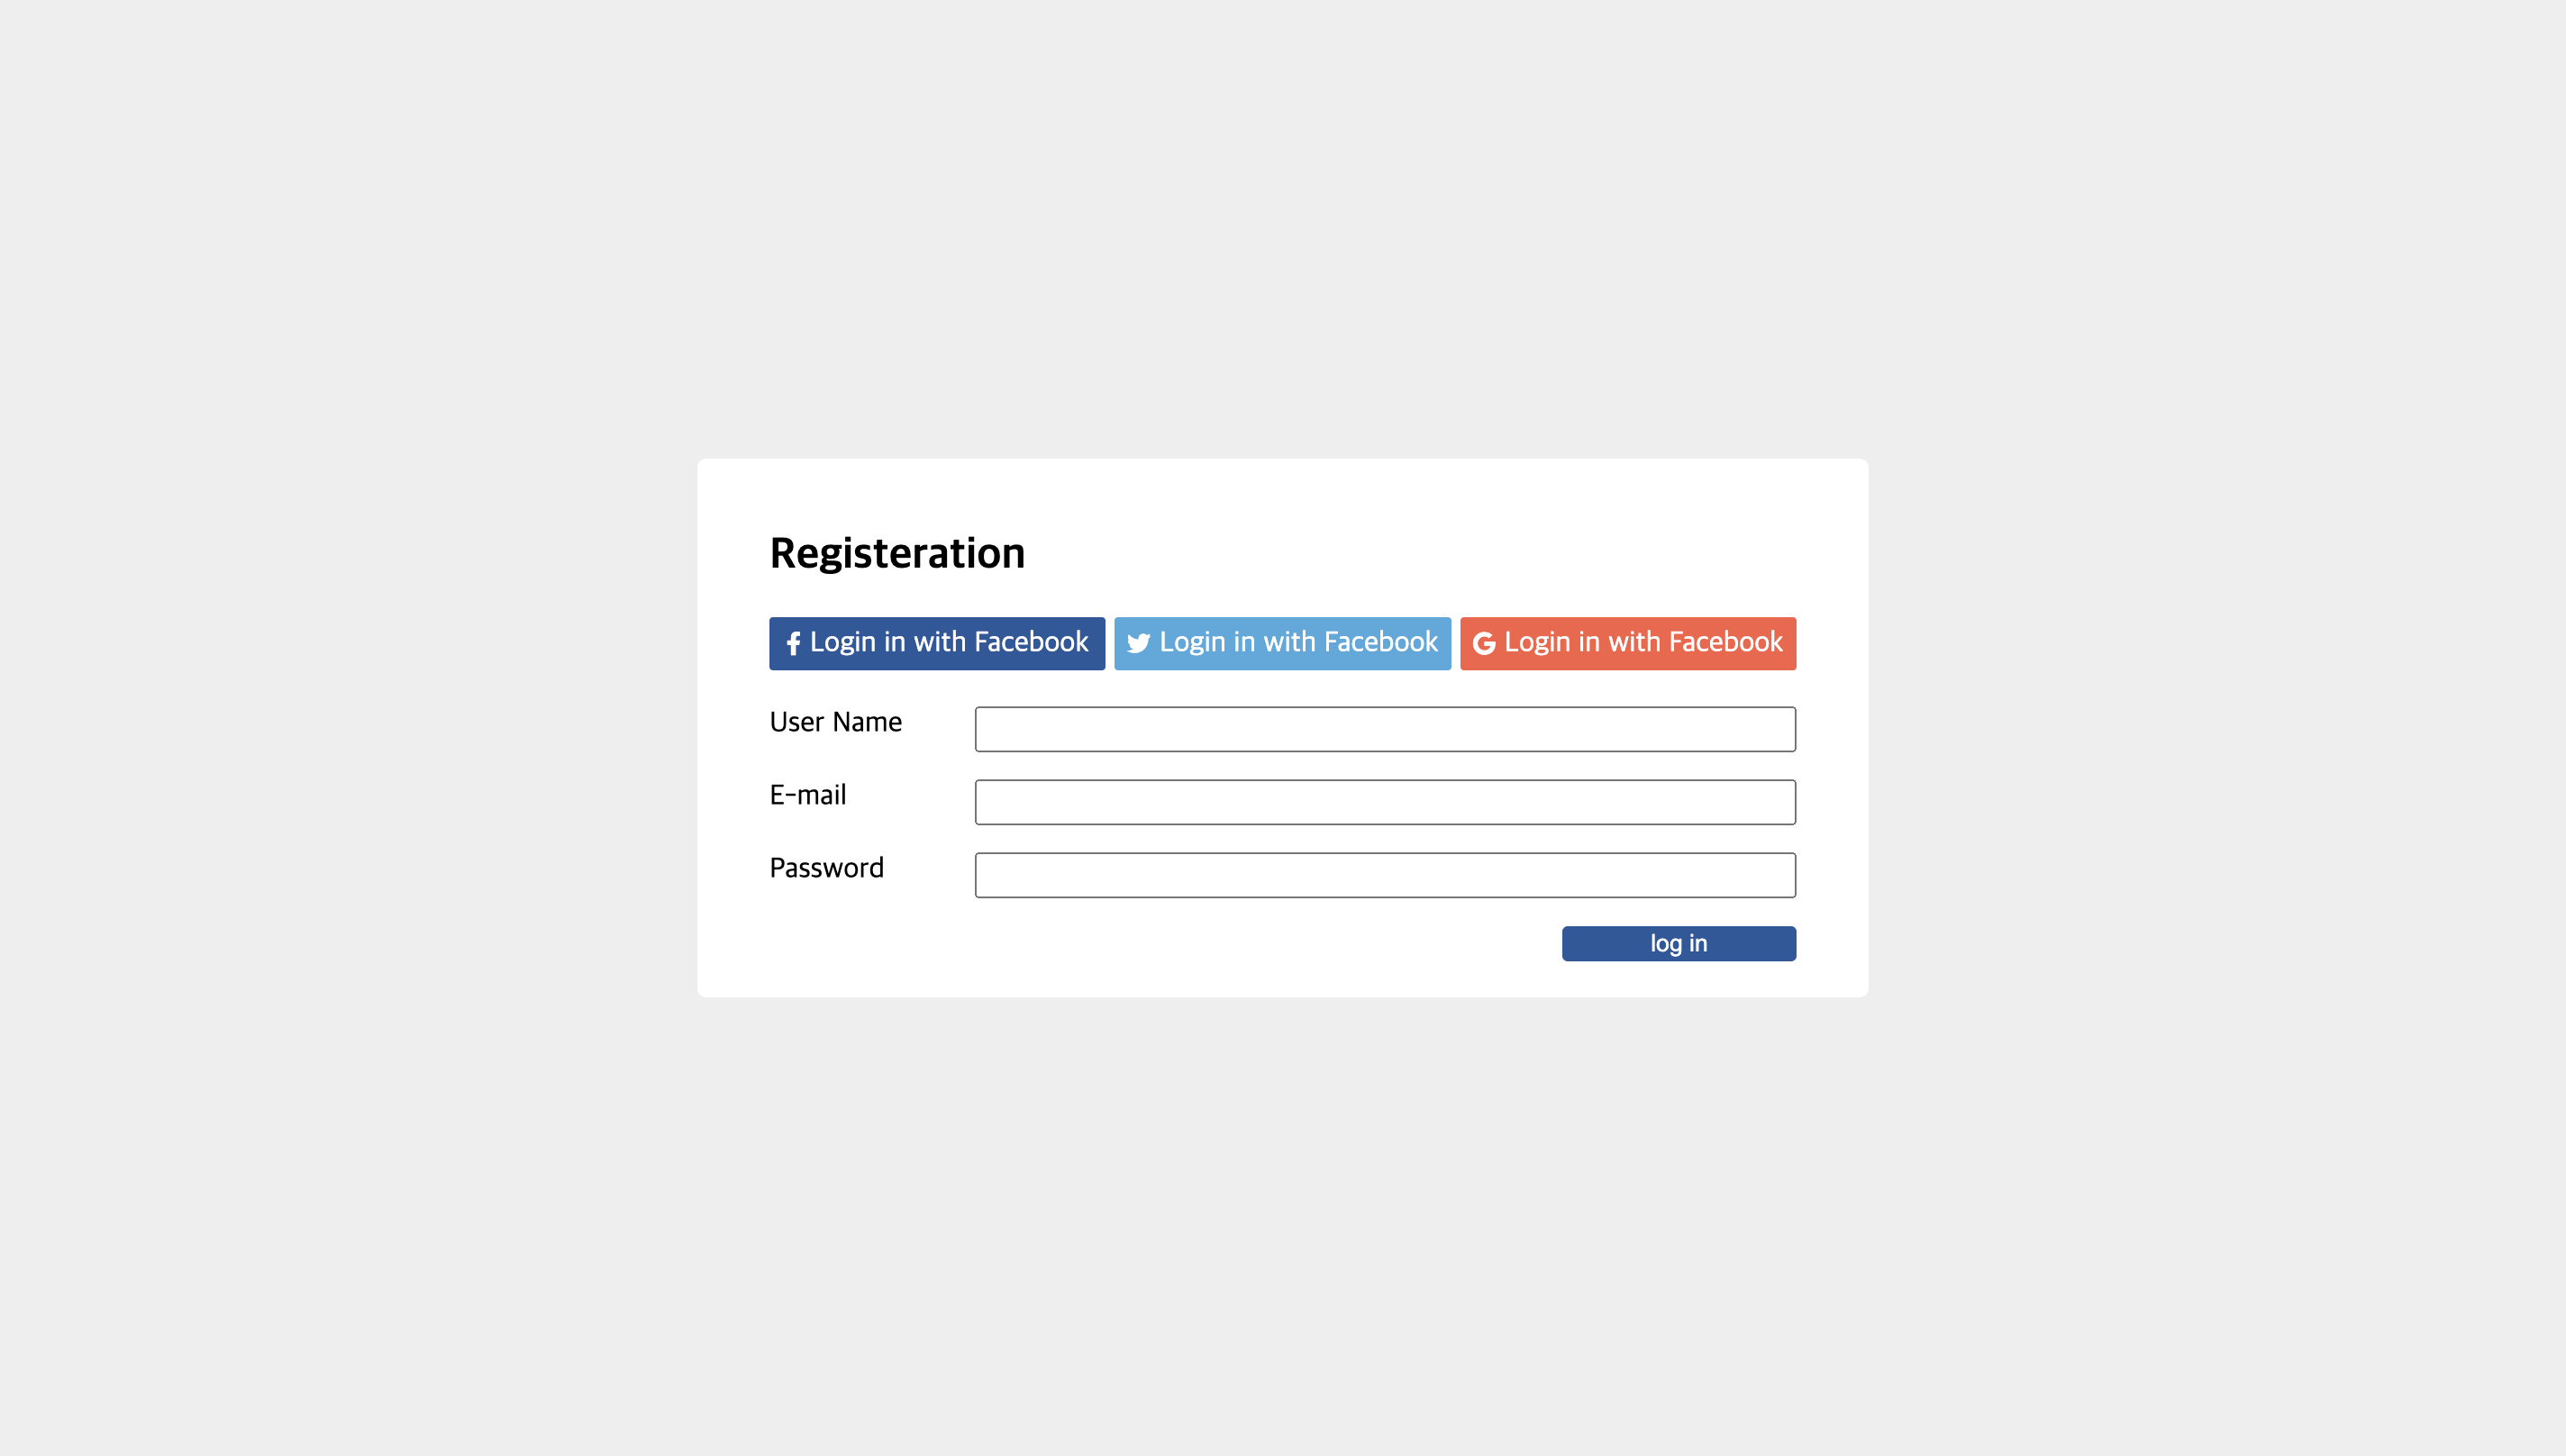 Registeration
Login in with Facebook
Login in with Facebook
Login in with Facebook
User Name
E-mail
Password
log in